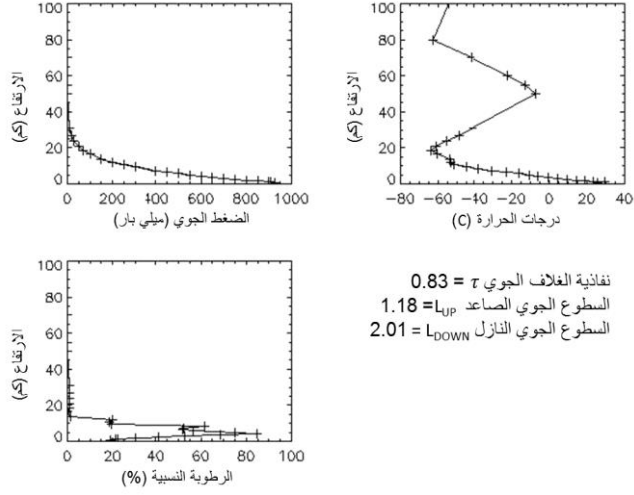 100
80
60
40
20
0
الارتفاع (كم)
0 200 400 600 800 1000
الضغط الجوي (ميلي بار)
100
80
60
40
20
0
الارتفاع (كم)
−80 −60 −40 −20 0 20 40
درجات الحرارة (C)
100
80
60
40
20
0
الارتفاع (كم)
0 20 40 60 80 100
الرطوبة النسبية (%)
نفاذية الغلاف الجوي τ = 0.83
السطوع الجوي الصاعد LUP= 1.18
السطوع الجوي النازل LDOWN = 2.01